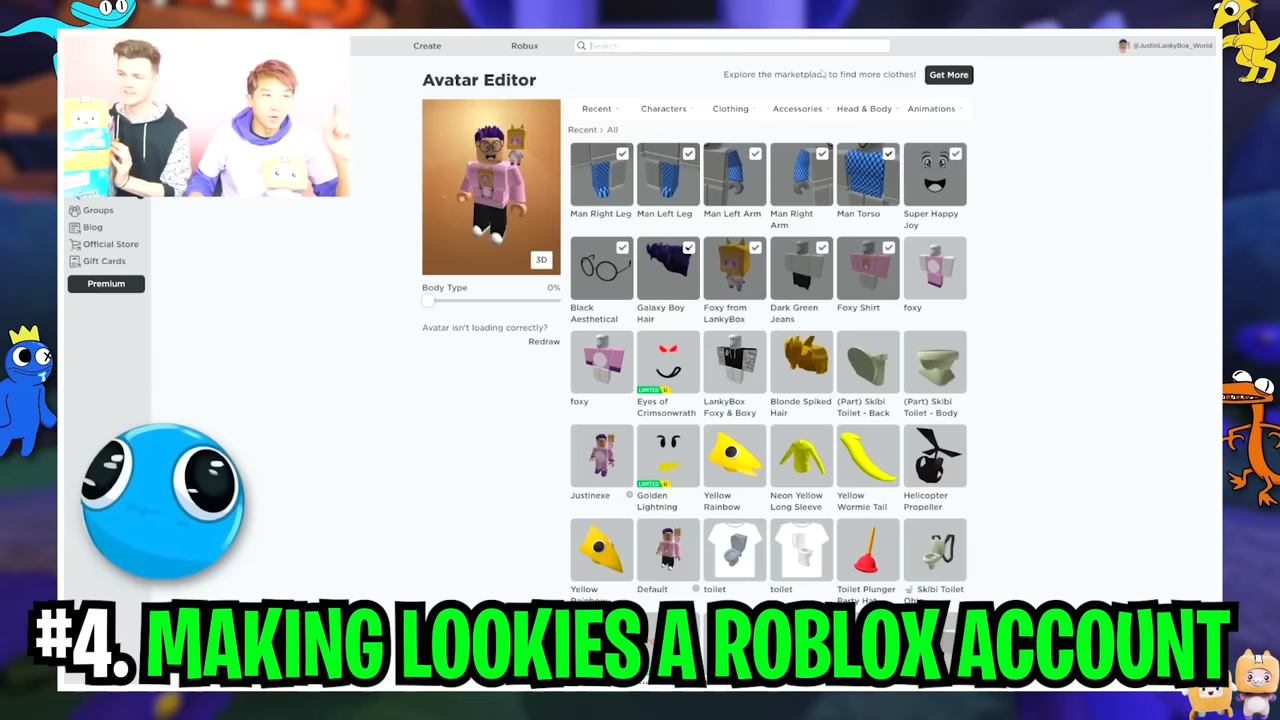 Create
Robux
Search
@JustinLankyBox_World
Avatar Editor
Explore the marketplace to find more clothes!
Get More
Recent
Characters
Clothing
Accessories
Head & Body
Animations
Recent > All
Man Right Leg
Man Left Leg
Man Left Arm
Man Right Arm
Man Torso
Super Happy Joy
Groups
Blog
Official Store
Gift Cards
Premium
3D
Body Type
0%
Avatar isn't loading correctly?
Redraw
Black Aesthetical
Galaxy Boy Hair
Foxy from LankyBox
Dark Green Jeans
Foxy Shirt
foxy
foxy
LIMITED U
Eyes of Crimsonwrath
LankyBox Foxy & Boxy
Blonde Spiked Hair
(Part) Skibi Toilet - Back
(Part) Skibi Toilet - Body
Justinexe
LIMITED U
Golden Lightning
Yellow Rainbow
Neon Yellow Long Sleeve
Yellow Wormie Tail
Helicopter Propeller
Yellow
Default
toilet
toilet
Toilet Plunger
Skibi Toilet
#4. MAKING LOOKIES A ROBLOX ACCOUNT